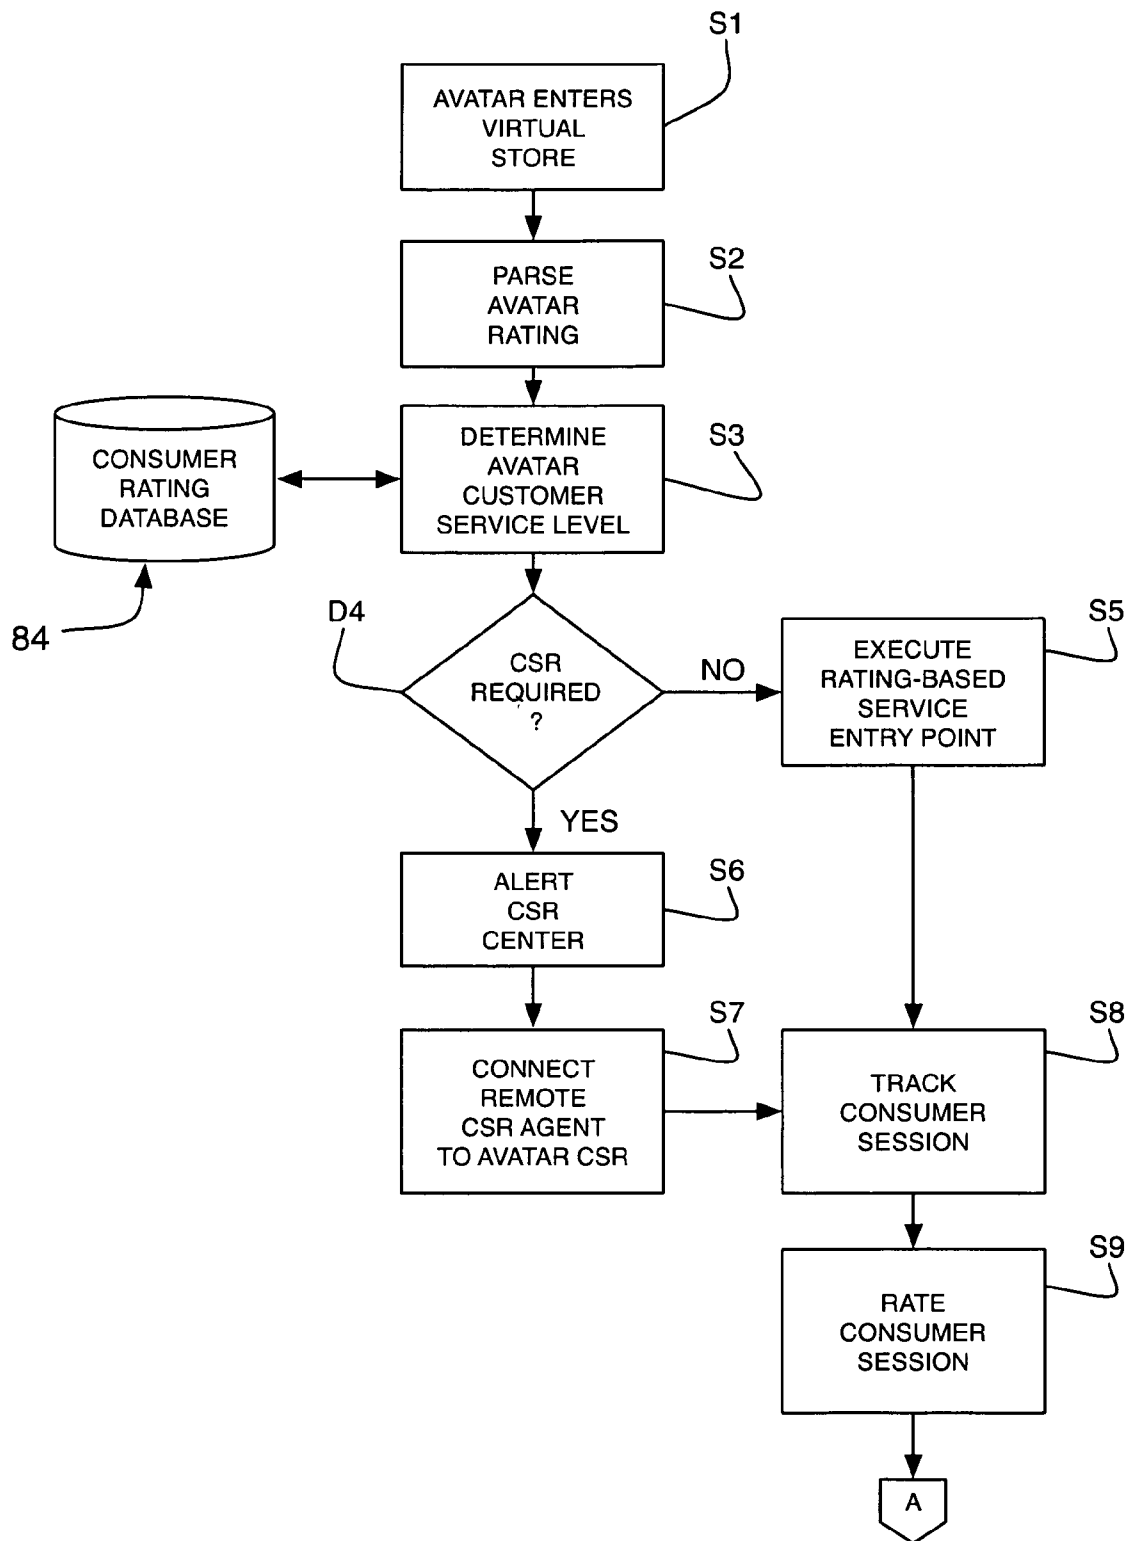 S1
AVATAR ENTERS
VIRTUAL
STORE
S2
PARSE
AVATAR
RATING
S3
DETERMINE
AVATAR
CUSTOMER
SERVICE LEVEL
CONSUMER
RATING
DATABASE
84
D4
CSR
REQUIRED
?
NO
S5
EXECUTE
RATING-BASED
SERVICE
ENTRY POINT
YES
S6
ALERT
CSR
CENTER
S7
CONNECT
REMOTE
CSR AGENT
TO AVATAR CSR
S8
TRACK
CONSUMER
SESSION
S9
RATE
CONSUMER
SESSION
A